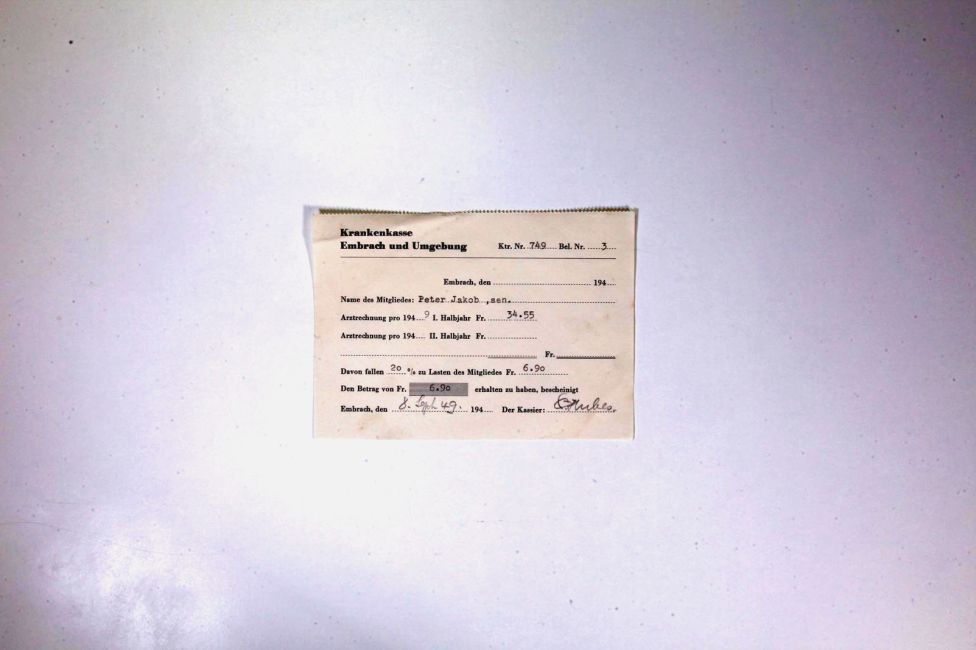 Krankenkasse
Embrach und Umgebung Ktr. Nr. 749 Bel. Nr. 3
Embrach, den 194
Name des Mitgliedes: Peter Jakob ,sen.
Arztrechnung pro 194 9 I. Halbjahr Fr. 34.55
Arztrechnung pro 194 II. Halbjahr Fr.
Fr.
Davon fallen 20 % zu Lasten des Mitgliedes Fr. 6.90
Den Betrag von Fr. 6.90 erhalten zu haben, bescheinigt
Embrach, den 8. Sept. 49. 194 Der Kassier: